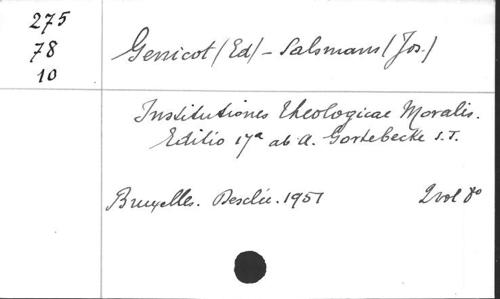 275
78
10
Genicot (Ed) - Salsmans (Jos.)
Institutiones theologicae Moralis.
Editio 17a ab A. Gortebecke S.T.
Bruxelles. Desclée. 1951 2 vol 8o